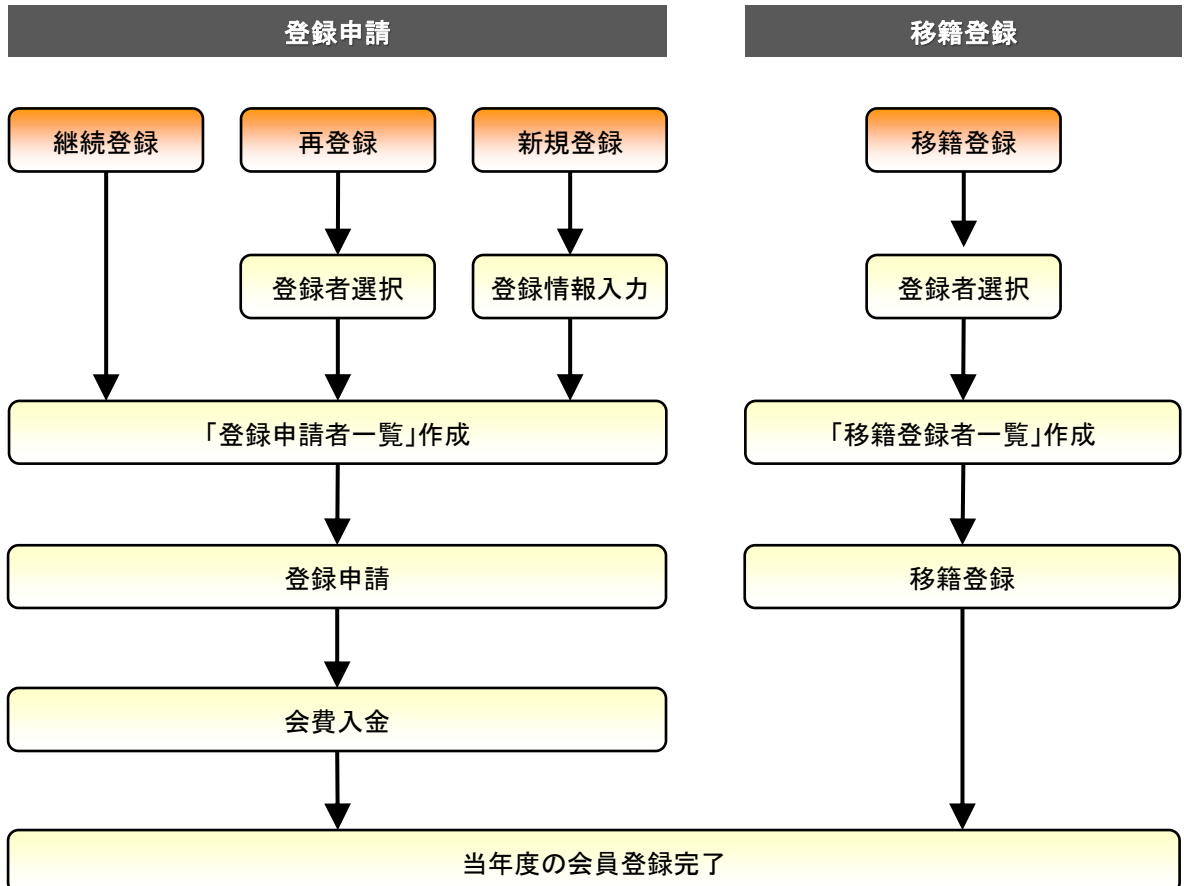 登録申請
移籍登録
継続登録
再登録
新規登録
移籍登録
登録者選択
登録情報入力
登録者選択
「登録申請者一覧」作成
「移籍登録者一覧」作成
登録申請
移籍登録
会費入金
当年度の会員登録完了